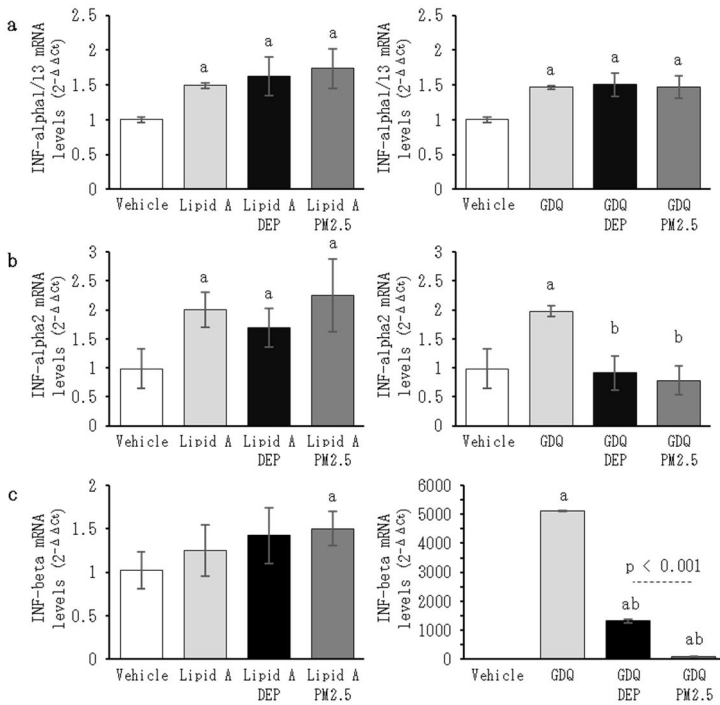 a
INF-alpha1/13 mRNA
levels (2-ΔΔCt)
2.5
2
1.5
1
0.5
0
a
a
a
Vehicle
Lipid A
Lipid A
DEP
Lipid A
PM2.5
INF-alpha1/13 mRNA
levels (2-ΔΔCt)
2.5
2
1.5
1
0.5
0
a
a
a
Vehicle
GDQ
GDQ
DEP
GDQ
PM2.5
b
INF-alpha2 mRNA
levels (2-ΔΔCt)
3
2.5
2
1.5
1
0.5
0
a
a
a
Vehicle
Lipid A
Lipid A
DEP
Lipid A
PM2.5
INF-alpha2 mRNA
levels (2-ΔΔCt)
3
2.5
2
1.5
1
0.5
0
a
b
b
Vehicle
GDQ
GDQ
DEP
GDQ
PM2.5
c
INF-beta mRNA
levels (2-ΔΔCt)
2
1.5
1
0.5
0
a
Vehicle
Lipid A
Lipid A
DEP
Lipid A
PM2.5
INF-beta mRNA
levels (2-ΔΔCt)
6000
5000
4000
3000
2000
1000
0
a
p < 0.001
ab
ab
Vehicle
GDQ
GDQ
DEP
GDQ
PM2.5